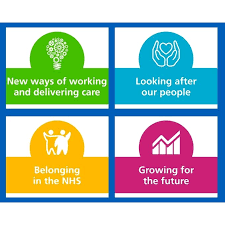 New ways of working
and delivering care
Looking after
our people
Belonging
in the NHS
Growing for
the future